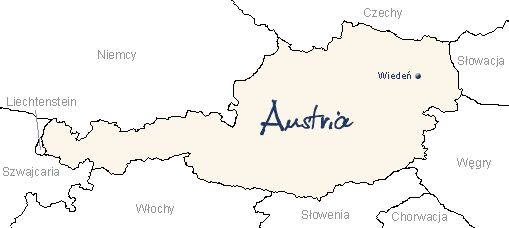 Czechy
Niemcy
Słowacja
Wiedeń
Liechtenstein
Austria
Węgry
Szwajcaria
Włochy
Słowenia
Chorwacja